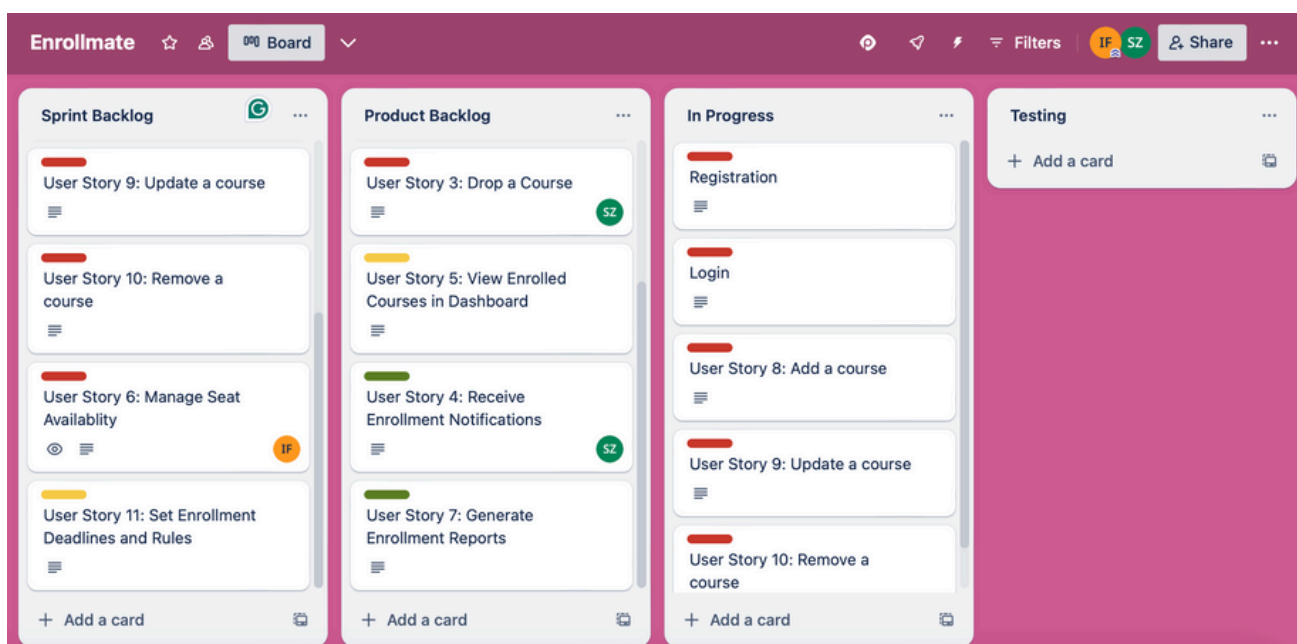 Enrollmate
Board
Filters
IF
SZ
Share
Sprint Backlog
G
User Story 9: Update a course
User Story 10: Remove a
course
User Story 6: Manage Seat
Availablity
IF
User Story 11: Set Enrollment
Deadlines and Rules
+ Add a card
Product Backlog
User Story 3: Drop a Course
SZ
User Story 5: View Enrolled
Courses in Dashboard
User Story 4: Receive
Enrollment Notifications
SZ
User Story 7: Generate
Enrollment Reports
+ Add a card
In Progress
Registration
Login
User Story 8: Add a course
User Story 9: Update a course
User Story 10: Remove a
course
+ Add a card
Testing
+ Add a card